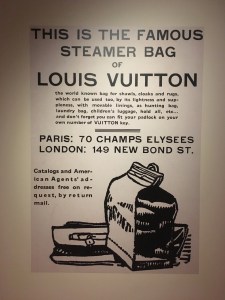 THIS IS THE FAMOUS
STEAMER BAG
OF
LOUIS VUITTON
the world known bag for shawls, cloaks and naps,
which can be used too, by its lightness and sup-
pleness, with movable linings, as hunting bag,
laundry bag, children's luggage, hold all, etc...
and don't forget you can fit your padlock on your
own number of VUITTON key.
PARIS: 70 CHAMPS ELYSEES
LONDON: 149 NEW BOND ST.
Catalogs and Amer-
ican Agents' ad-
dresses free on re-
quest, by return
mail.